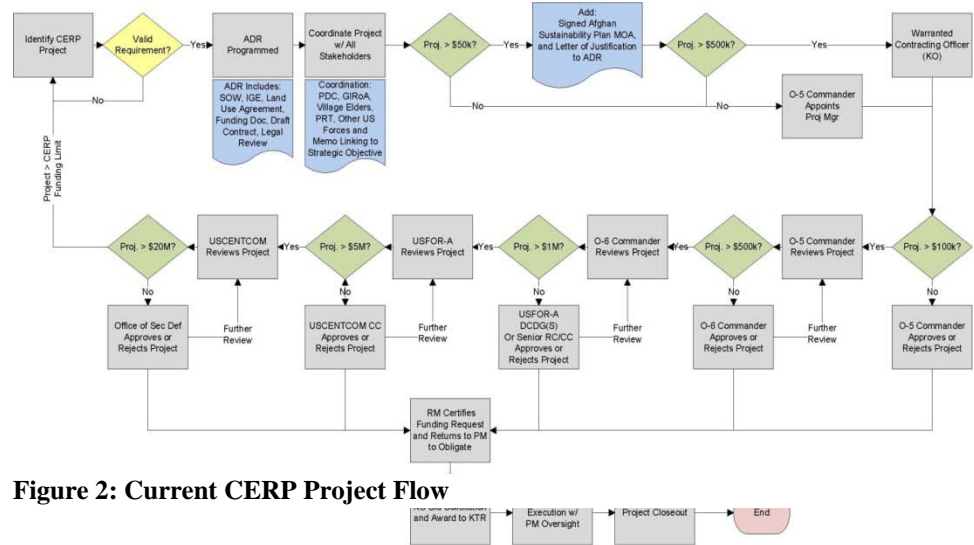 Identify CERP
Project
Valid
Requirement?
Yes
No
ADR
Programmed
ADR Includes:
SOW, IGE, Land
Use Agreement,
Funding Doc, Draft
Contract, Legal
Review
Coordinate Project
w/ All
Stakeholders
Coordination:
PDC, GIRoA,
Village Elders,
PRT, Other US
Forces and
Memo Linking to
Strategic Objective
Proj. > $50k?
Yes
No
Add:
Signed Afghan
Sustainability Plan MOA,
and Letter of Justification
to ADR
Proj. > $500k?
Yes
No
Warranted
Contracting Officer
(KO)
O-5 Commander
Appoints
Proj Mgr
Project > CERP
Funding Limit
Proj. > $20M?
Yes
No
USCENTCOM
Reviews Project
Proj. > $5M?
Yes
No
USFOR-A
Reviews Project
Yes
Proj. > $1M?
No
Yes
O-6 Commander
Reviews Project
Yes
Proj. > $500k?
No
Yes
O-5 Commander
Reviews Project
Yes
Proj. > $100k?
No
Office of Sec Def
Approves or
Rejects Project
Further
Review
USCENTCOM CC
Approves or
Rejects Project
Further
Review
USFOR-A
DCDG(S)
Or Senior RC/CC
Approves or
Rejects Project
Further
Review
O-6 Commander
Approves or
Rejects Project
Further
Review
O-5 Commander
Approves or
Rejects Project
RM Certifies
Funding Request
and Returns to PM
to Obligate
Figure 2: Current CERP Project Flow
and Award to KTR
Execution w/
PM Oversight
Project Closeout
End